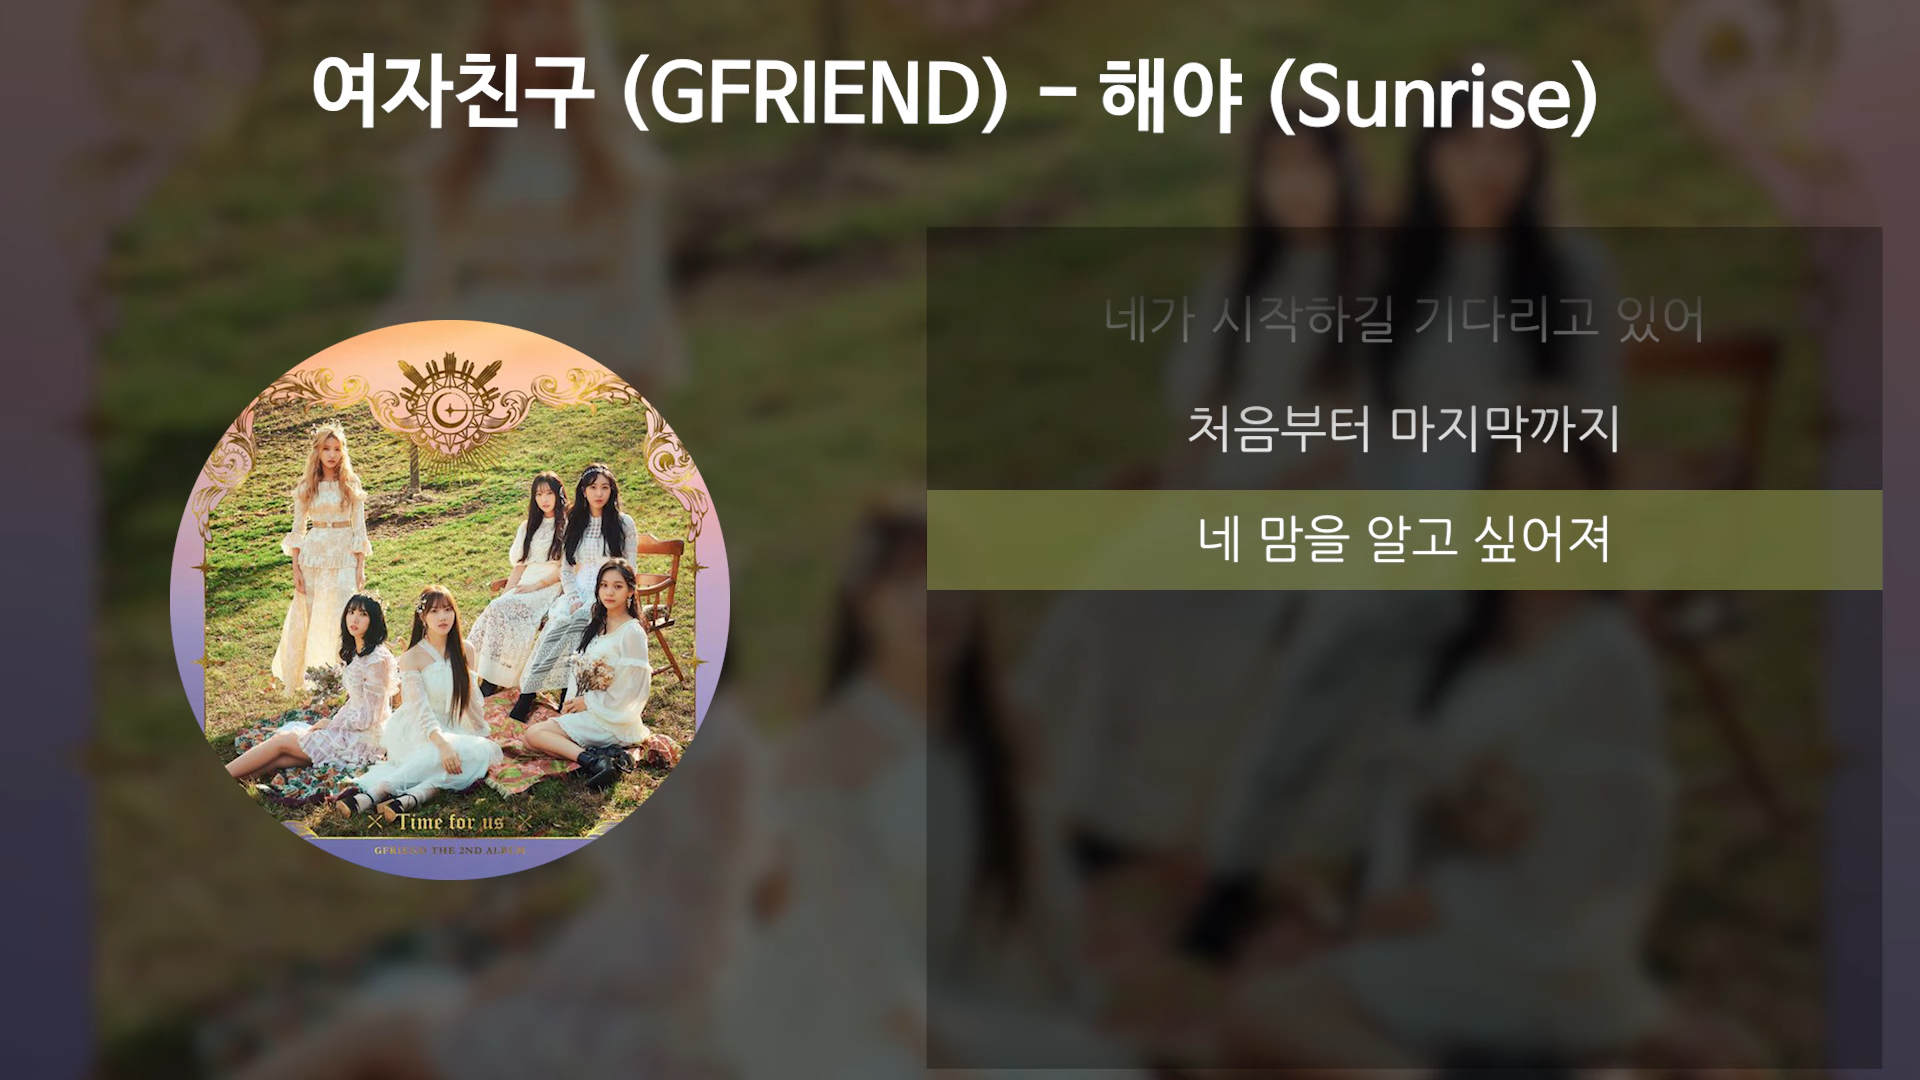 여자친구 (GFRIEND) - 해야 (Sunrise)
네가 시작하길 기다리고 있어
처음부터 마지막까지
네 맘을 알고 싶어져
Time for us
GFRIEND THE 2ND ALBUM